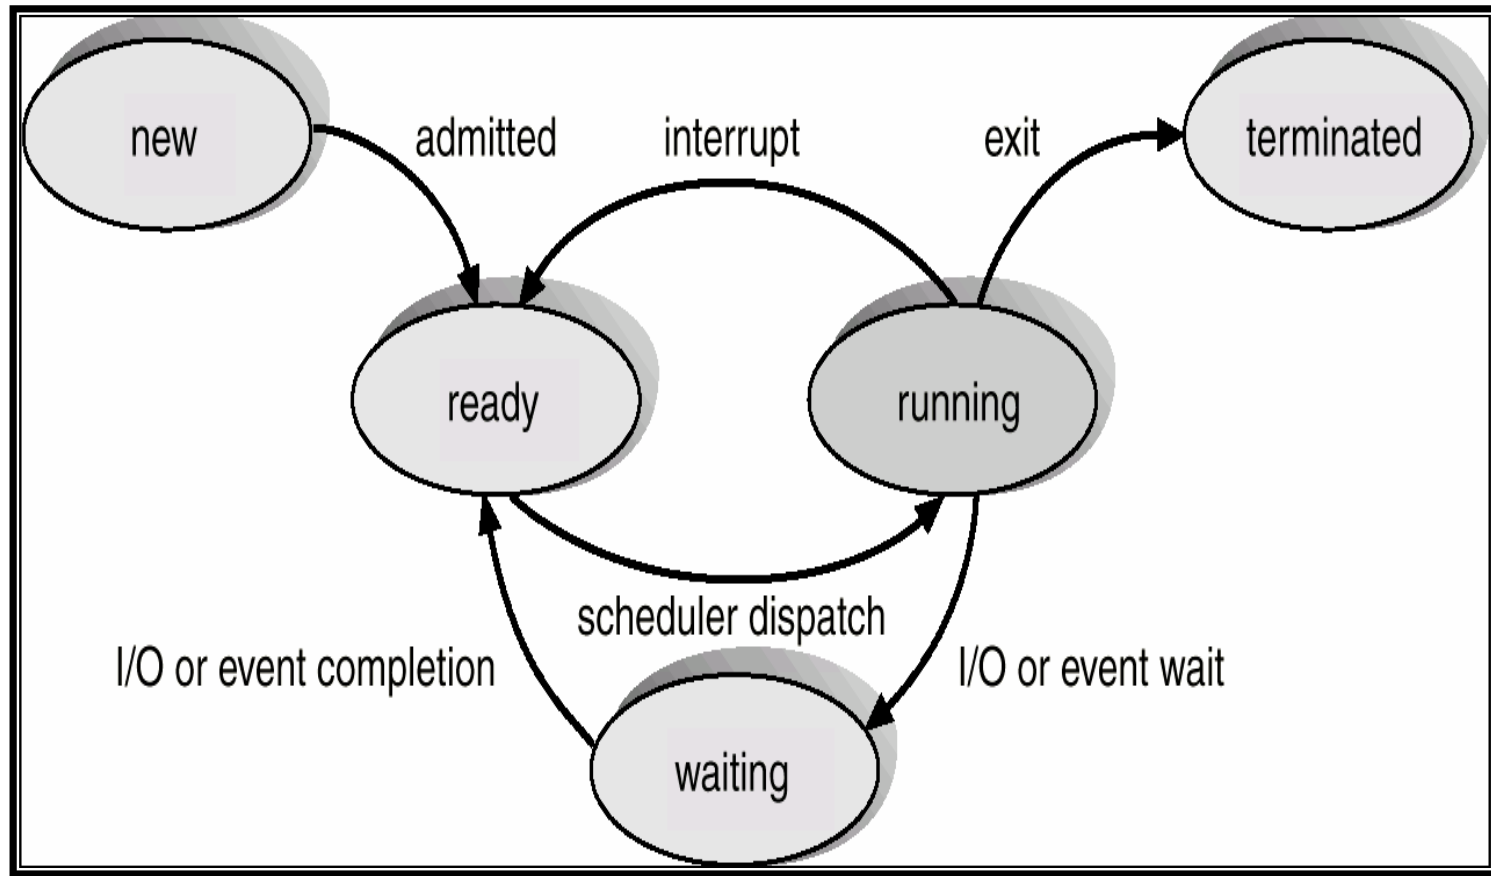 new
admitted
interrupt
exit
terminated
ready
running
scheduler dispatch
I/O or event completion
I/O or event wait
waiting